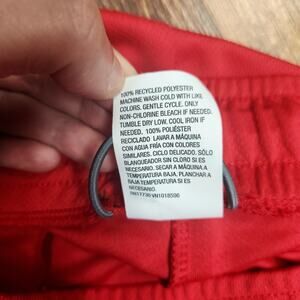 100% RECYCLED POLYESTER
MACHINE WASH COLD WITH LIKE
COLORS. GENTLE CYCLE. ONLY
NON-CHLORINE BLEACH IF NEEDED.
TUMBLE DRY LOW. COOL IRON IF
NEEDED. 100% POLIÉSTER
RECICLADO LAVAR A MÁQUINA
CON AGUA FRÍA CON COLORES
SIMILARES. CICLO DELICADO. SÓLO
BLANQUEADOR SIN CLORO SI ES
NECESARIO. SECAR A MÁQUINA A
TEMPERATURA BAJA. PLANCHAR A
BAJA TEMPERATURA SI ES
NECESARIO.
RN17730 VN1018596